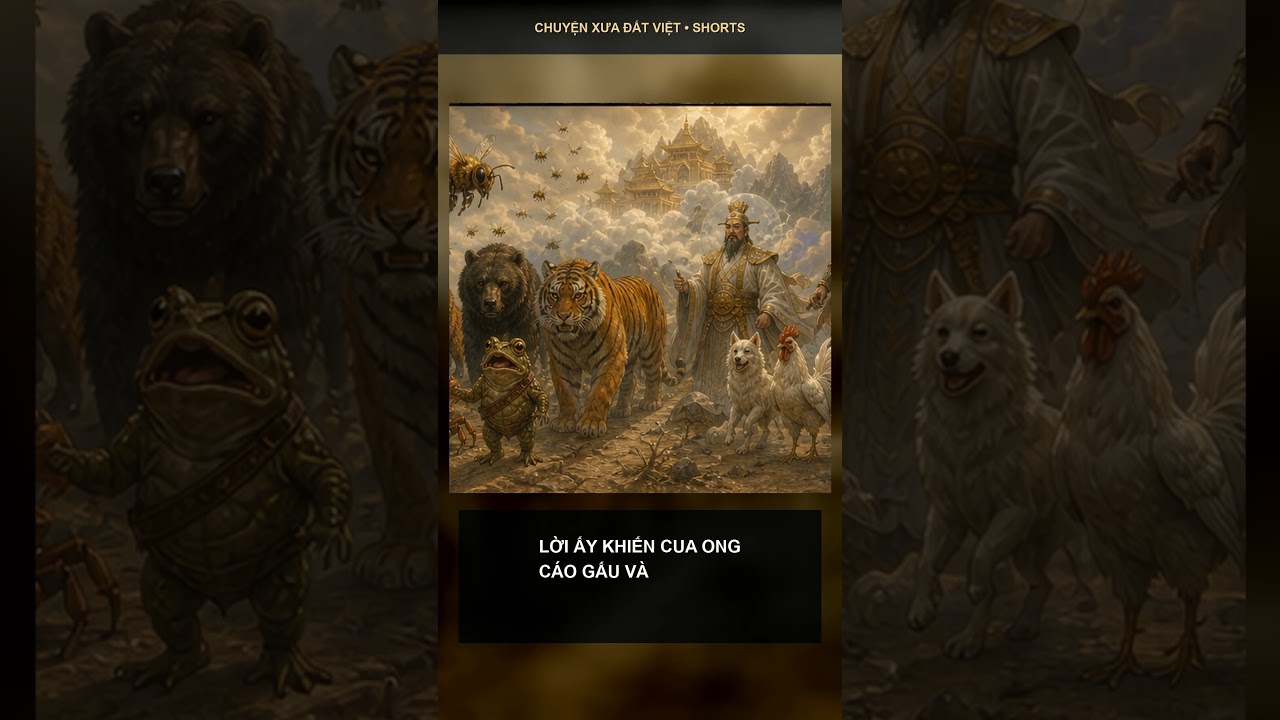 CHUYỆN XƯA ĐẤT VIỆT • SHORTS
LỜI ẤY KHIẾN CUA ONG
CÁO GẤU VÀ